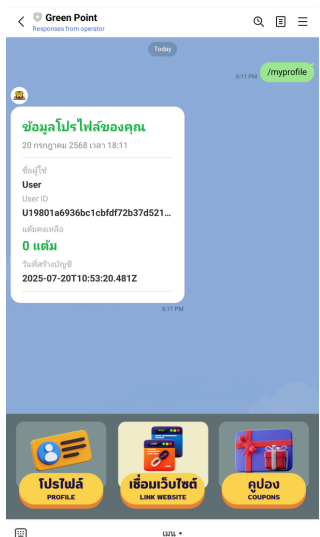 Green Point
Responses from operator
Today
6:11 PM
/myprofile
ข้อมูลโปรไฟล์ของคุณ
20 กรกฎาคม 2568 เวลา 18:11
ชื่อผู้ใช้
User
User ID
U19801a6936bc1cbfdf72b37d521...
แต้มคงเหลือ
0 แต้ม
วันที่สร้างบัญชี
2025-07-20T10:53:20.481Z
6:11 PM
โปรไฟล์
PROFILE
เชื่อมเว็บไซต์
LINK WEBSITE
คูปอง
COUPONS
เมนู